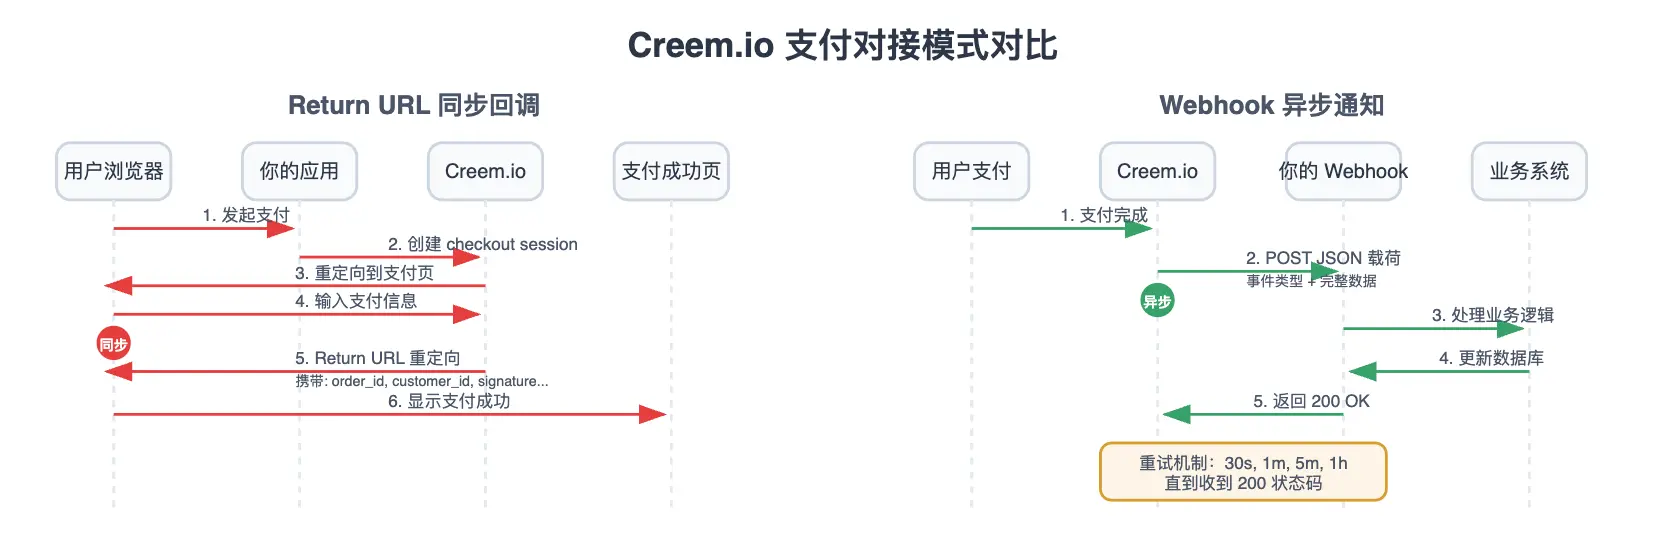 Creem.io 支付对接模式对比
Return URL 同步回调
用户浏览器
你的应用
Creem.io
支付成功页
1. 发起支付
2. 创建 checkout session
3. 重定向到支付页
4. 输入支付信息
同步
5. Return URL 重定向
携带: order_id, customer_id, signature...
6. 显示支付成功
Webhook 异步通知
用户支付
Creem.io
你的 Webhook
业务系统
1. 支付完成
2. POST JSON 载荷
事件类型 + 完整数据
异步
3. 处理业务逻辑
4. 更新数据库
5. 返回 200 OK
重试机制：30s, 1m, 5m, 1h
直到收到 200 状态码